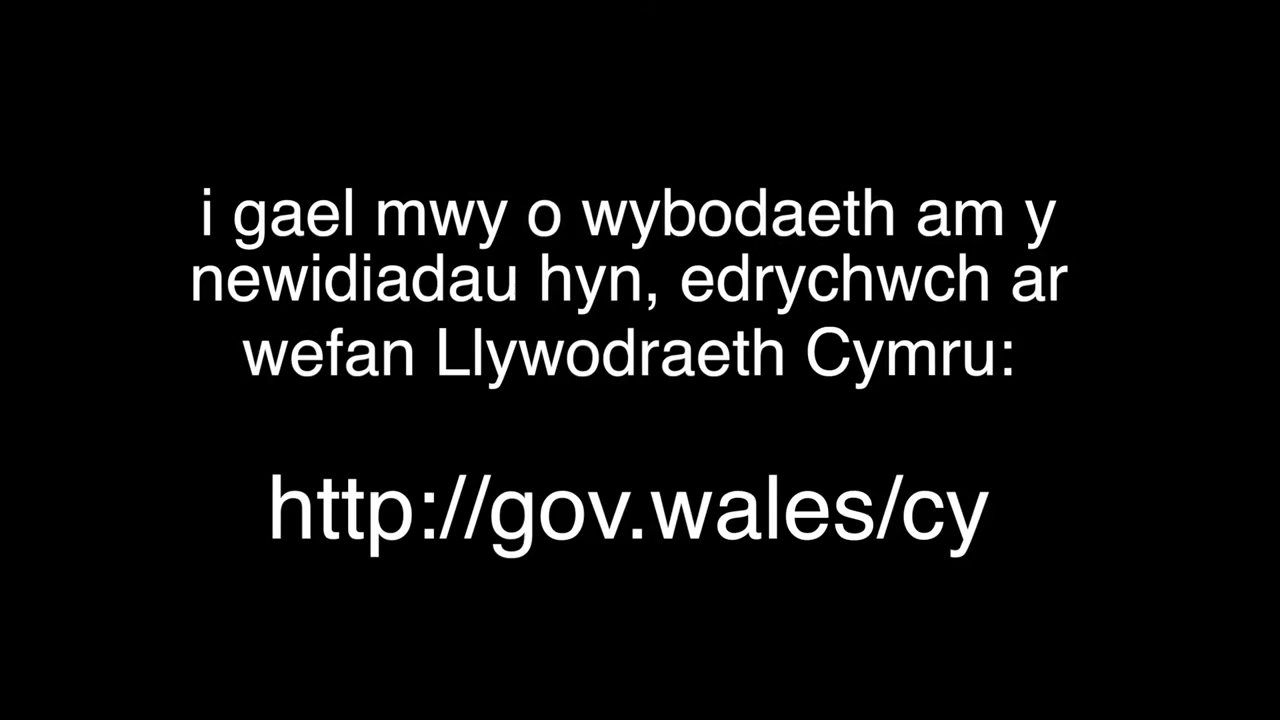 i gael mwy o wybodaeth am y
newidiadau hyn, edrychwch ar
wefan Llywodraeth Cymru:
http://gov.wales/cy